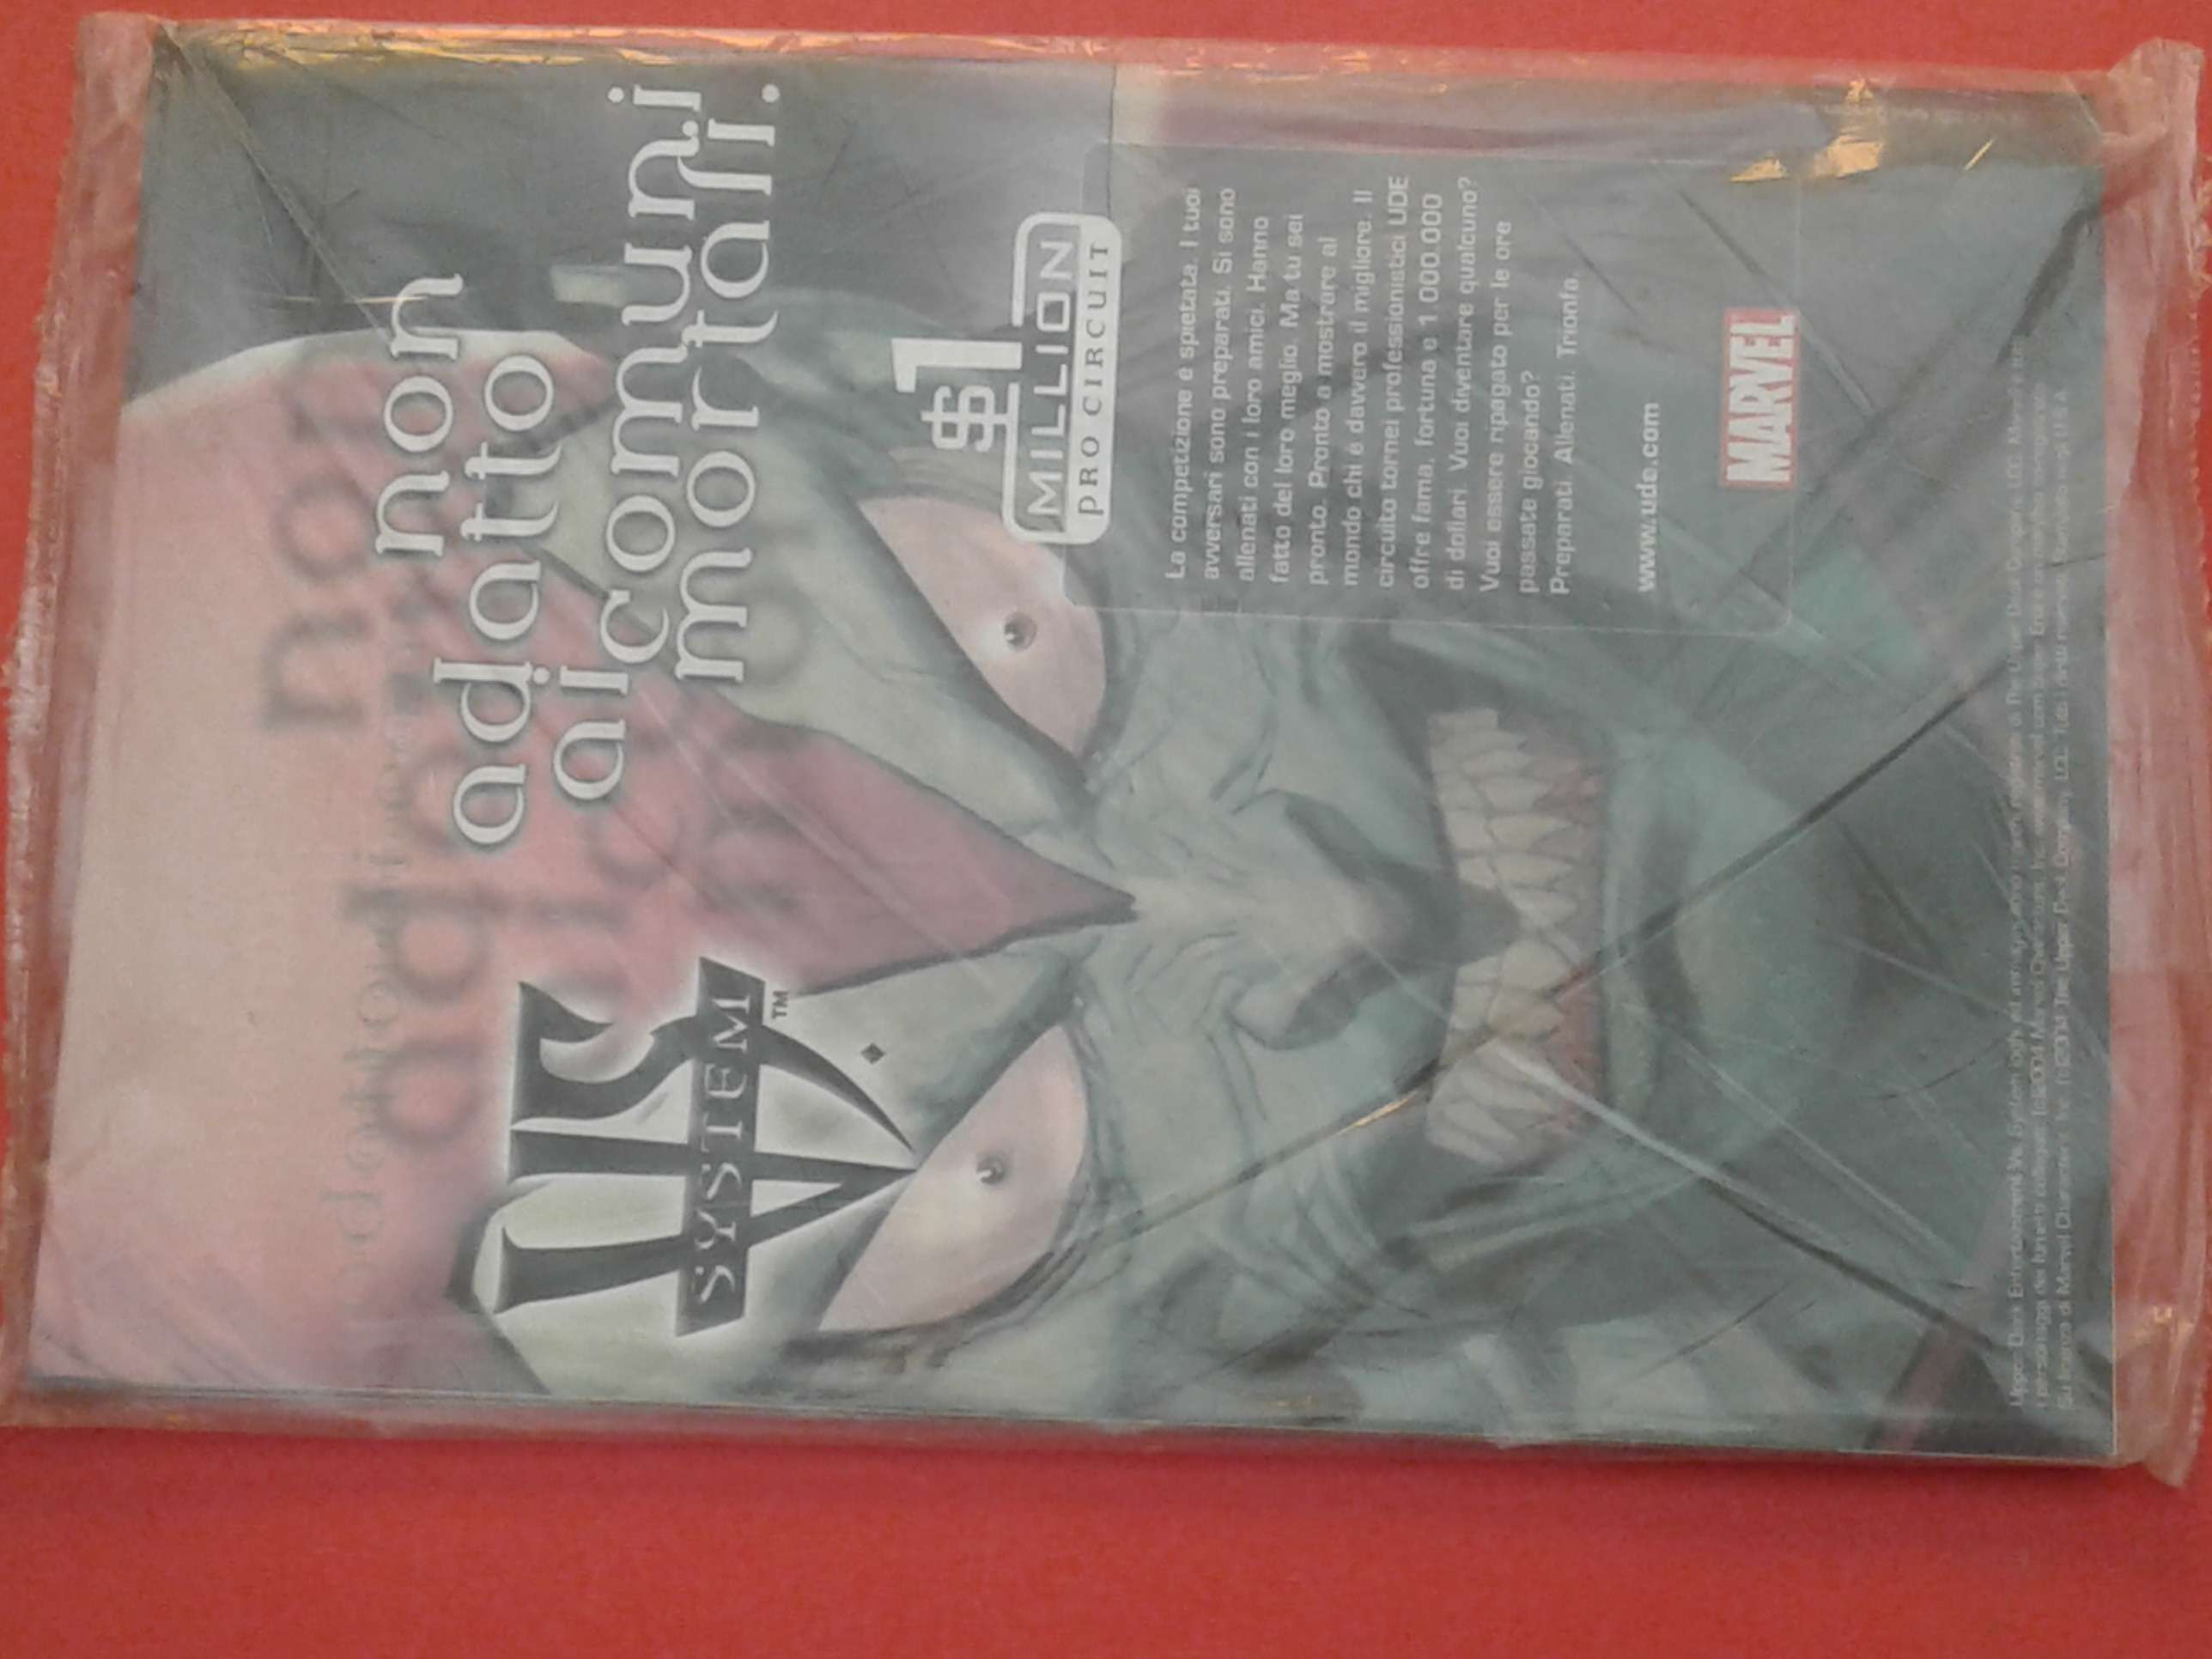 non
adatto
ai comuni
mortali.
VS
SYSTEM
TM
$1
MILLION
PRO CIRCUIT
La competizione è spietata. I tuoi
avversari sono preparati. Si sono
allenati con i loro amici. Hanno
fatto del loro meglio. Ma tu sei
pronto. Pronto a mostrare al
mondo chi è davvero il migliore. Il
circuito tornei professionistici UDE
offre fama, fortuna e 1.000.000
di dollari. Vuoi diventare qualcuno?
Vuoi essere ripagato per le ore
passate giocando?
Preparati. Allenati. Trionfa.
www.ude.com
MARVEL